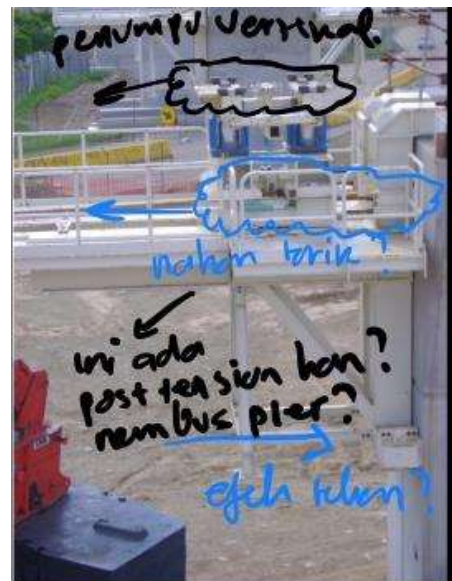 penumpu vertikal.
nahan tarik?
ini ada
post tension kan?
nembus pier?
efek tekan?